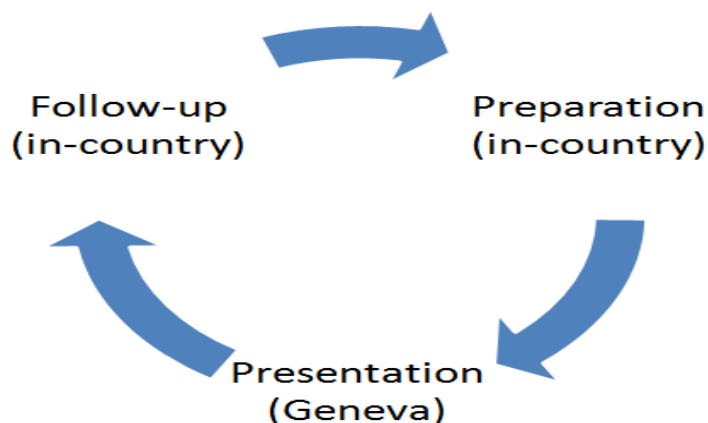 Follow-up
(in-country)
Preparation
(in-country)
Presentation
(Geneva)